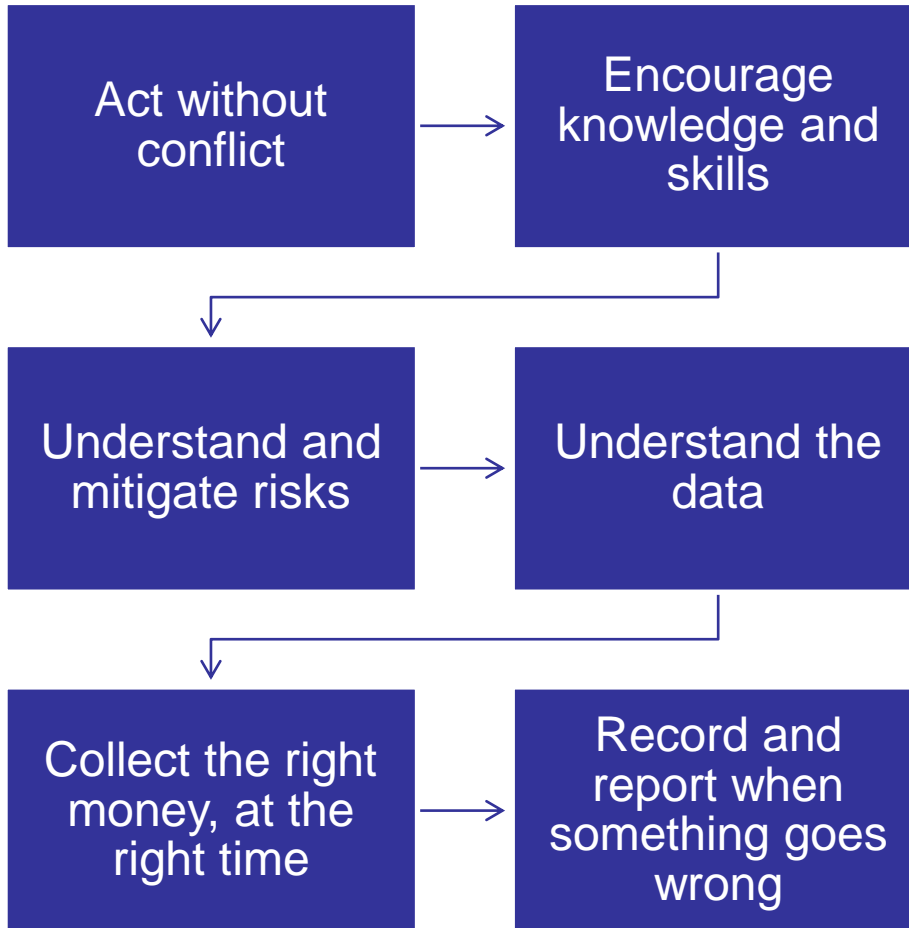 Act without
conflict
Encourage
knowledge and
skills
Understand and
mitigate risks
Understand the
data
Collect the right
money, at the
right time
Record and
report when
something goes
wrong